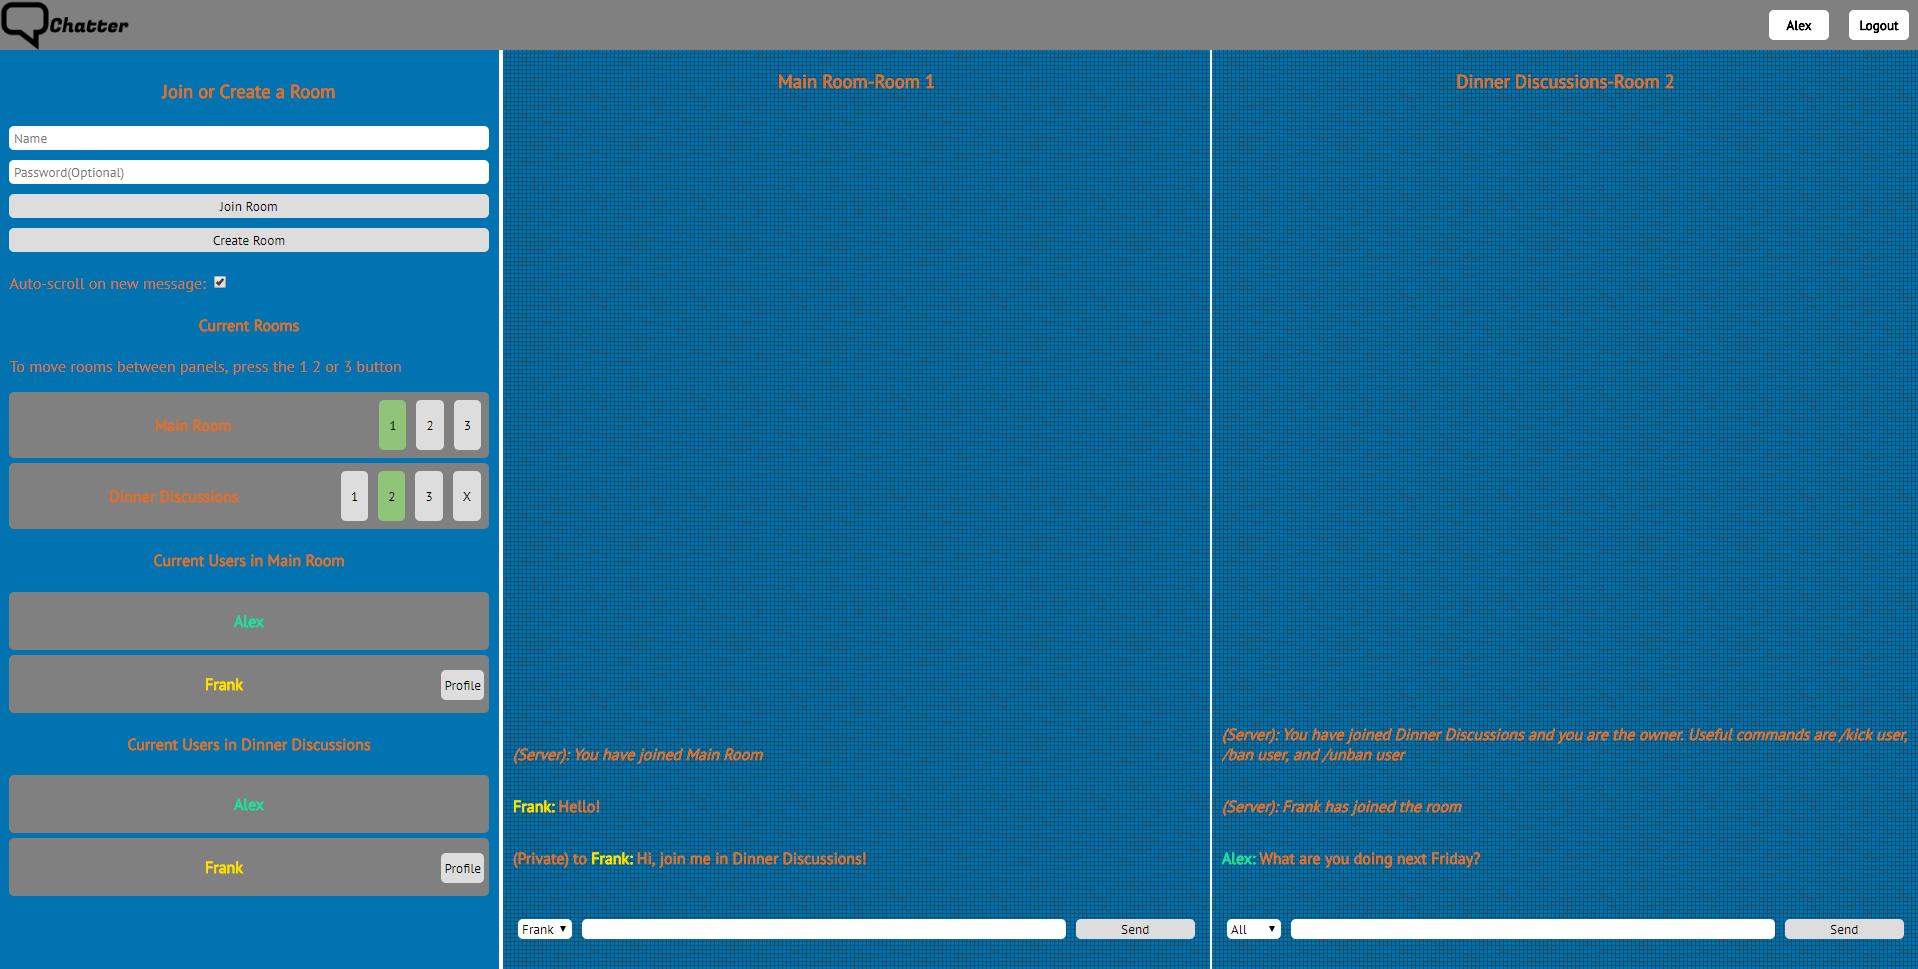 Chatter
Alex
Logout
Join or Create a Room
Name
Password(Optional)
Join Room
Create Room
Auto-scroll on new message:
Current Rooms
To move rooms between panels, press the 1 2 or 3 button
Main Room 1 2 3
Dinner Discussions 1 2 3 X
Current Users in Main Room
Alex
Frank Profile
Current Users in Dinner Discussions
Alex
Frank Profile
Main Room-Room 1
(Server): You have joined Main Room
Frank: Hello!
(Private) to Frank: Hi, join me in Dinner Discussions!
Frank Send
Dinner Discussions-Room 2
(Server): You have joined Dinner Discussions and you are the owner. Useful commands are /kick user,
/ban user, and /unban user
(Server): Frank has joined the room
Alex: What are you doing next Friday?
All Send